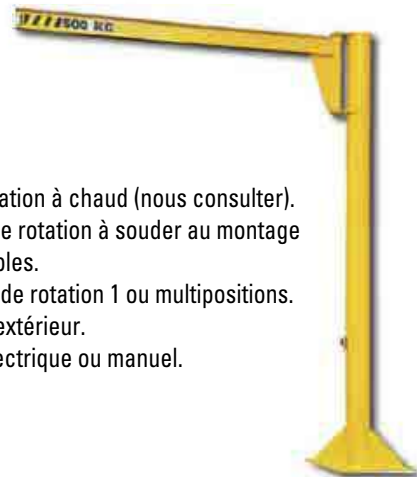 500 KG
ation à chaud (nous consulter).
e rotation à souder au montage
bles.
de rotation 1 ou multipositions.
extérieur.
ectrique ou manuel.